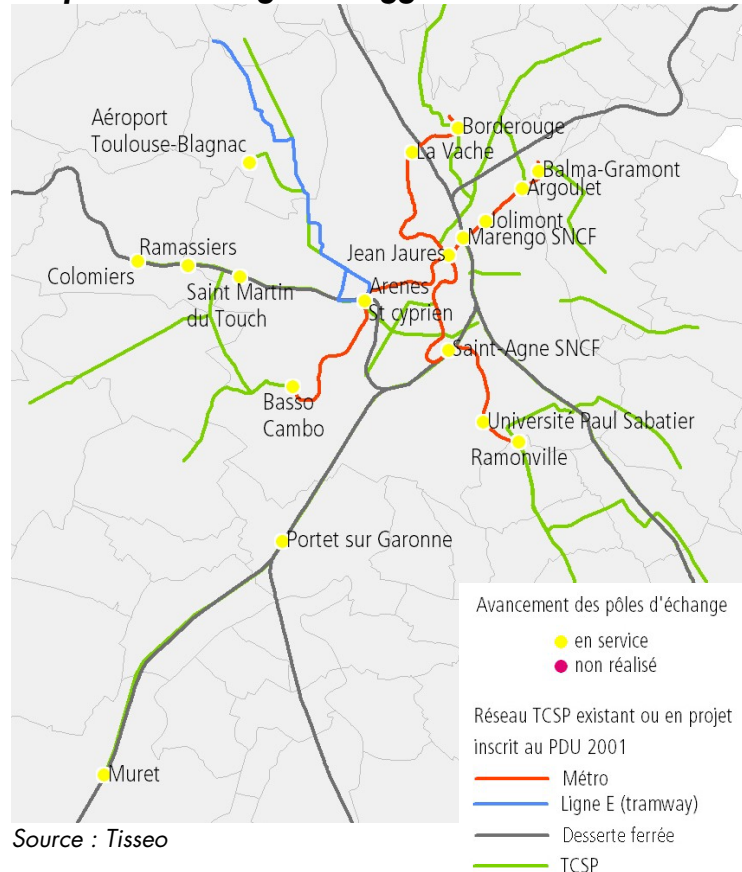 Borderouge
La Vache
Aéroport
Toulouse-Blagnac
Balma-Gramont
Argoulet
Jolimont
Marengo SNCF
Jean Jaures
Ramassiers
Colomiers
Saint Martin
du Touch
Arenes
St cyprien
Saint-Agne SNCF
Basso
Cambo
Université Paul Sabatier
Ramonville
Portet sur Garonne
Muret
Avancement des pôles d'échange
en service
non réalisé
Réseau TCSP existant ou en projet
inscrit au PDU 2001
Métro
Ligne E (tramway)
Desserte ferrée
TCSP
Source : Tisseo